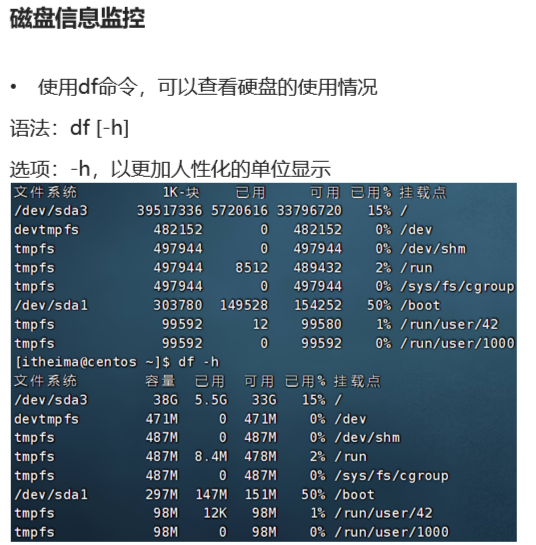 磁盘信息监控
• 使用df命令，可以查看硬盘的使用情况
语法：df [-h]
选项：-h，以更加人性化的单位显示
文件系统 1K-块 已用 可用 已用% 挂载点
/dev/sda3 39517336 5720616 33796720 15% /
devtmpfs 482152 0 482152 0% /dev
tmpfs 497944 0 497944 0% /dev/shm
tmpfs 497944 8512 489432 2% /run
tmpfs 497944 0 497944 0% /sys/fs/cgroup
/dev/sda1 303780 149528 154252 50% /boot
tmpfs 99592 12 99580 1% /run/user/42
tmpfs 99592 0 99592 0% /run/user/1000
[itheima@centos ~]$ df -h
文件系统 容量 已用 可用 已用% 挂载点
/dev/sda3 38G 5.5G 33G 15% /
devtmpfs 471M 0 471M 0% /dev
tmpfs 487M 0 487M 0% /dev/shm
tmpfs 487M 8.4M 478M 2% /run
tmpfs 487M 0 487M 0% /sys/fs/cgroup
/dev/sda1 297M 147M 151M 50% /boot
tmpfs 98M 12K 98M 1% /run/user/42
tmpfs 98M 0 98M 0% /run/user/1000